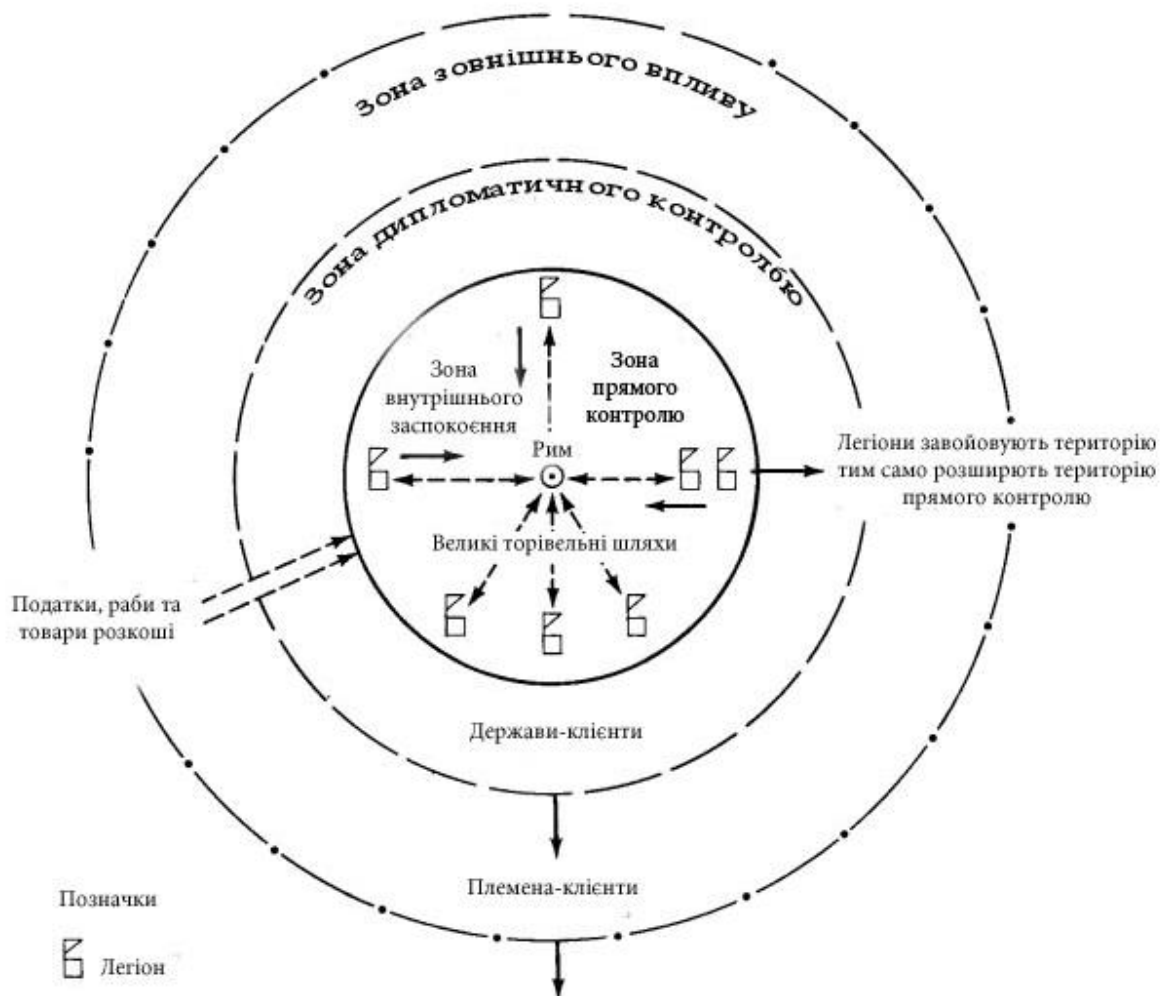 Зона зовнішнього впливу
Зона дипломатичного контролбю
Зона
внутрішнього
заспокоєння
Зона
прямого
контролю
Рим
Легіони завойовують територію
тим само розширють територію
прямого контролю
Великі торівельні шляхи
Податки, раби та
товари розкоші
Держави-клієнти
Племена-клієнти
Позначки
Легіон